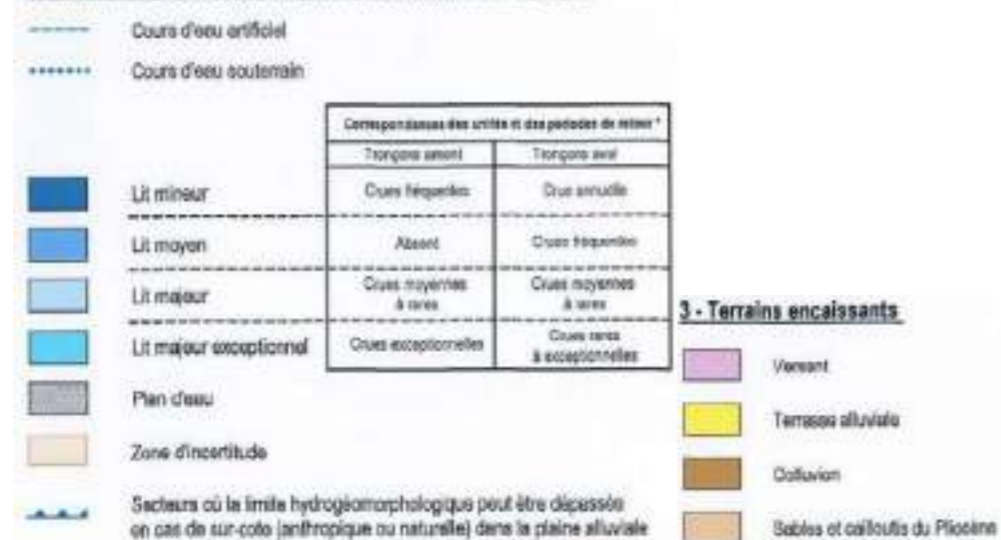 Cours d'eau artificiel
Cours d'eau souterrain
Correspondances des unités et des périodes de retour *
Tronçons amont
Tronçons aval
Lit mineur
Crues fréquentes
Crue annuelle
Lit moyen
Absent
Crues fréquentes
Lit majeur
Crues moyennes
à rares
Crues moyennes
à rares
Lit majeur exceptionnel
Crues exceptionnelles
Crues rares
à exceptionnelles
Plan d'eau
Zone d'incertitude
Secteurs où la limite hydrogéomorphologique peut être dépassée
en cas de sur-cote (anthropique ou naturelle) dans la plaine alluviale
3 - Terrains encaissants
Versant
Terrasse alluviale
Colluvion
Sables et cailloutis du Pliocène